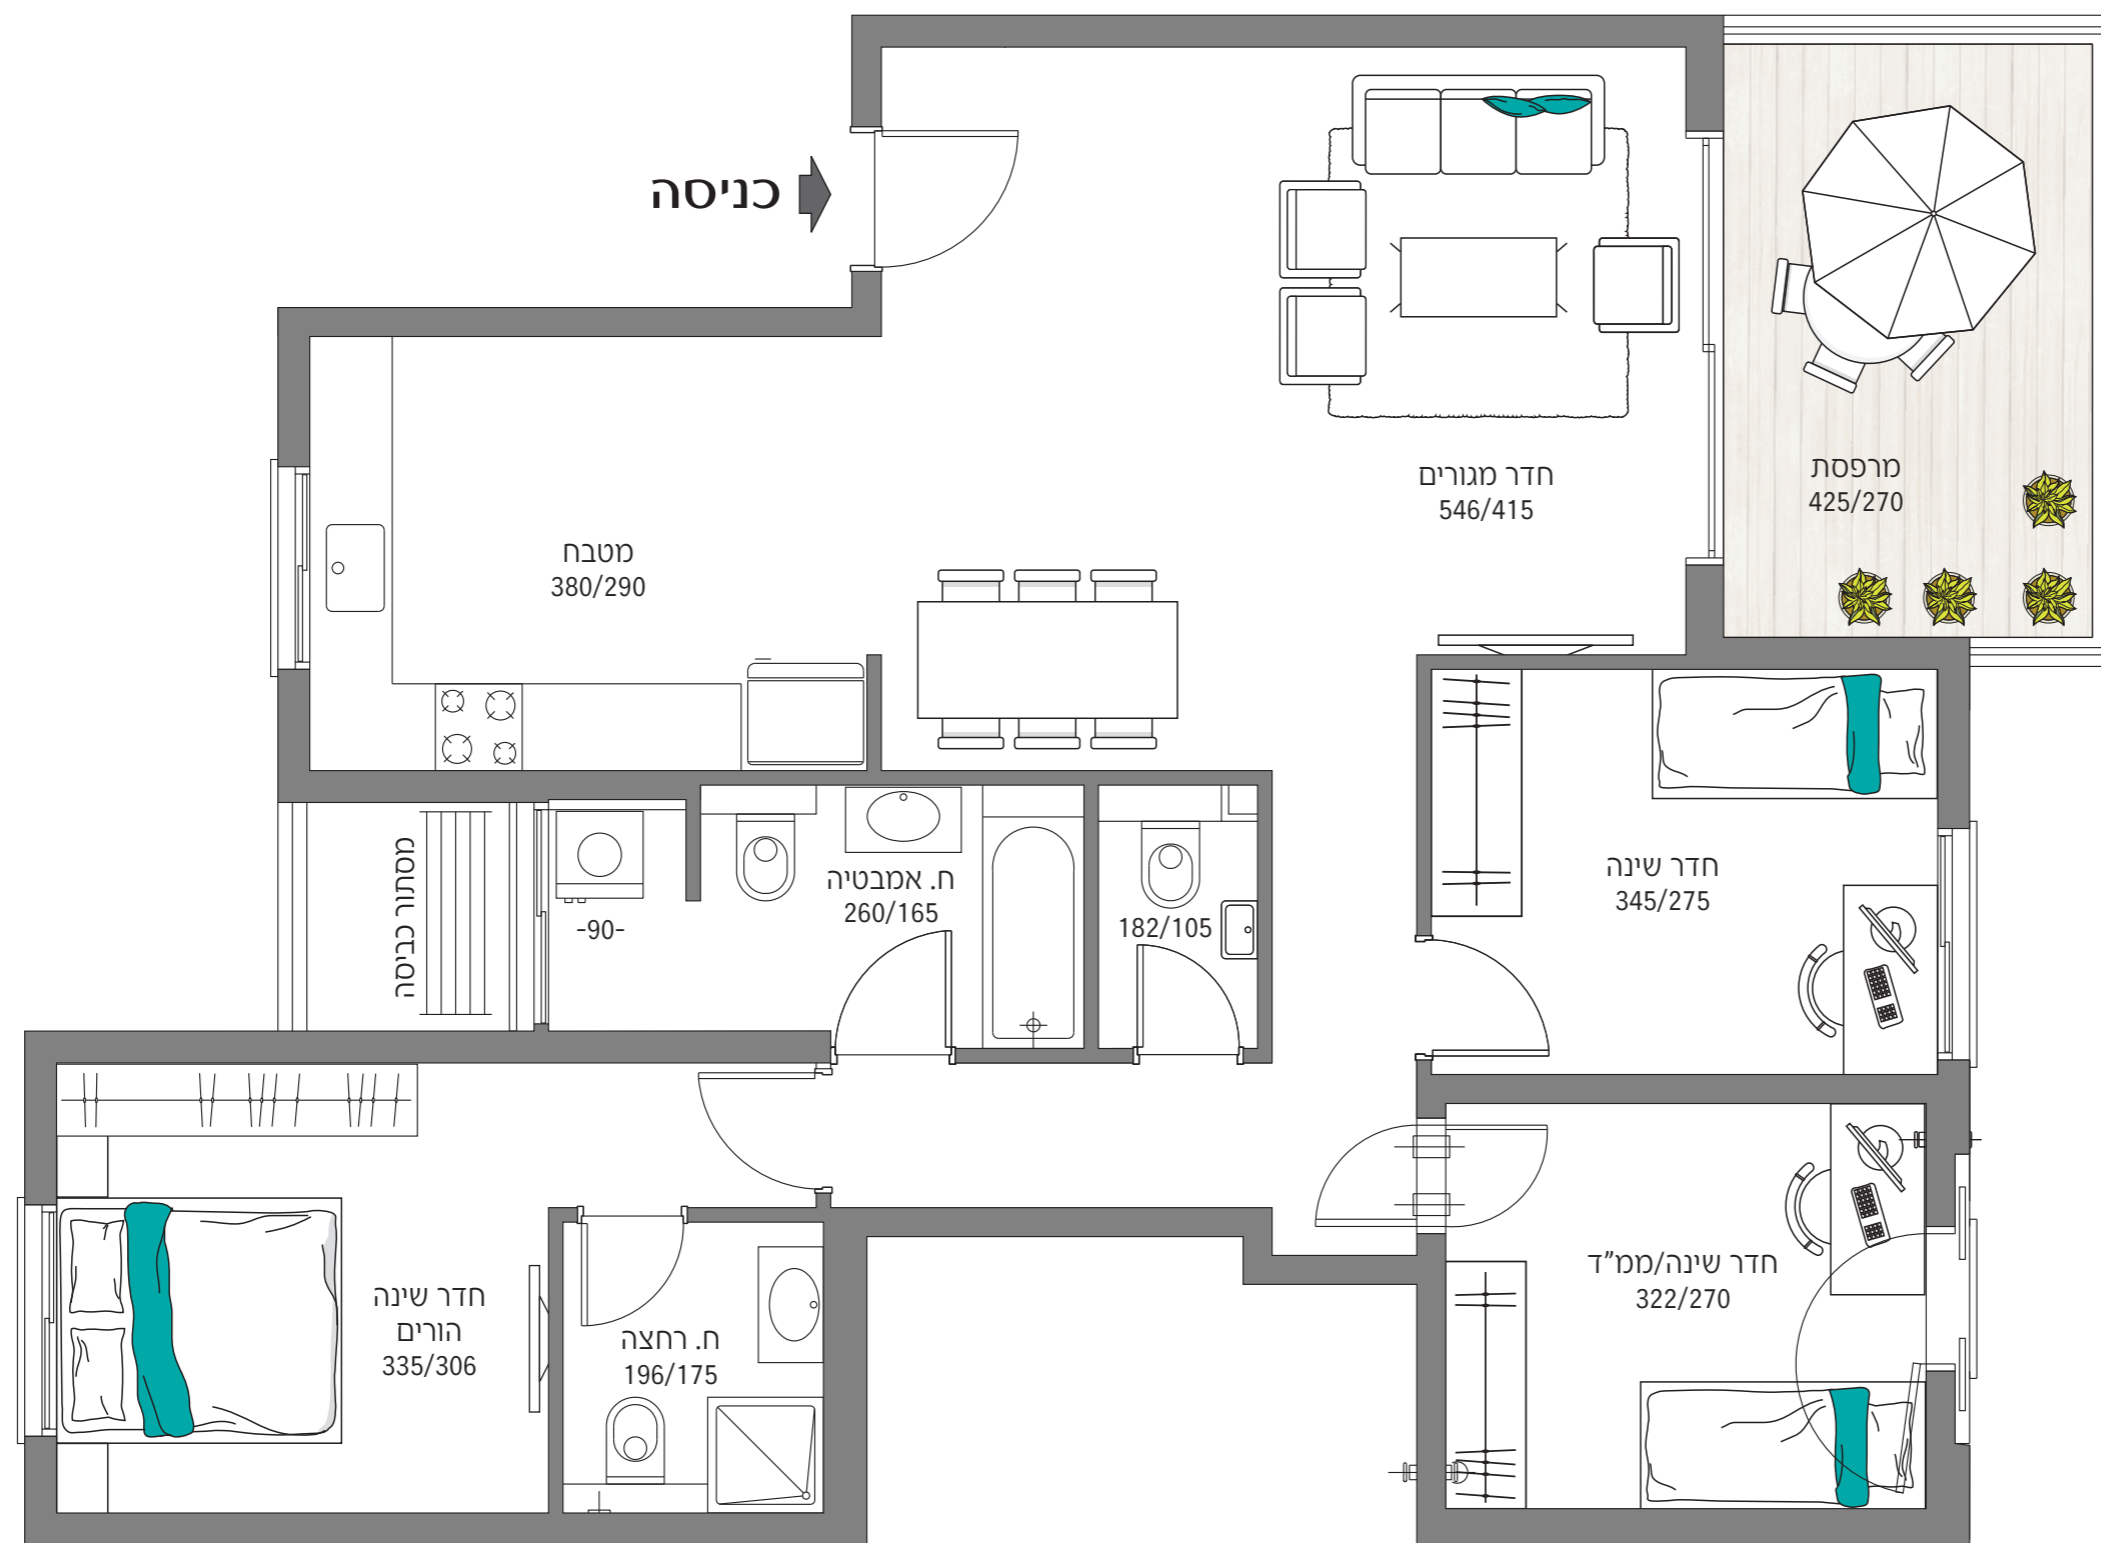 כניסה
חדר מגורים
546/415
מרפסת
425/270
מטבח
380/290
מסתור כביסה
-90-
ח. אמבטיה
260/165
182/105
חדר שינה
345/275
חדר שינה/ממ"ד
322/270
חדר שינה
הורים
335/306
ח. רחצה
196/175